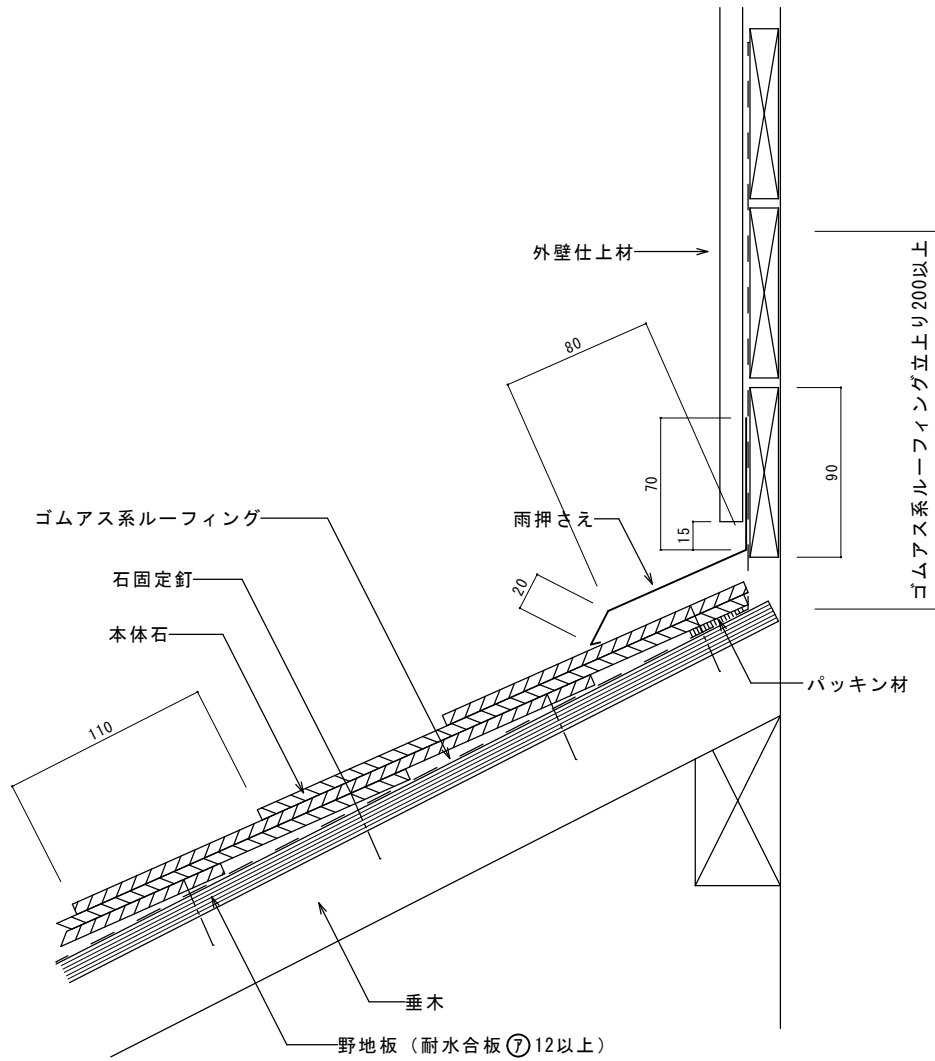 外壁仕上材
80
ゴムアス系ルーフィング立上り200以上
70
90
15
ゴムアス系ルーフィング
雨押さえ
石固定釘
20
本体石
パッキン材
110
垂木
野地板（耐水合板⑦12以上）